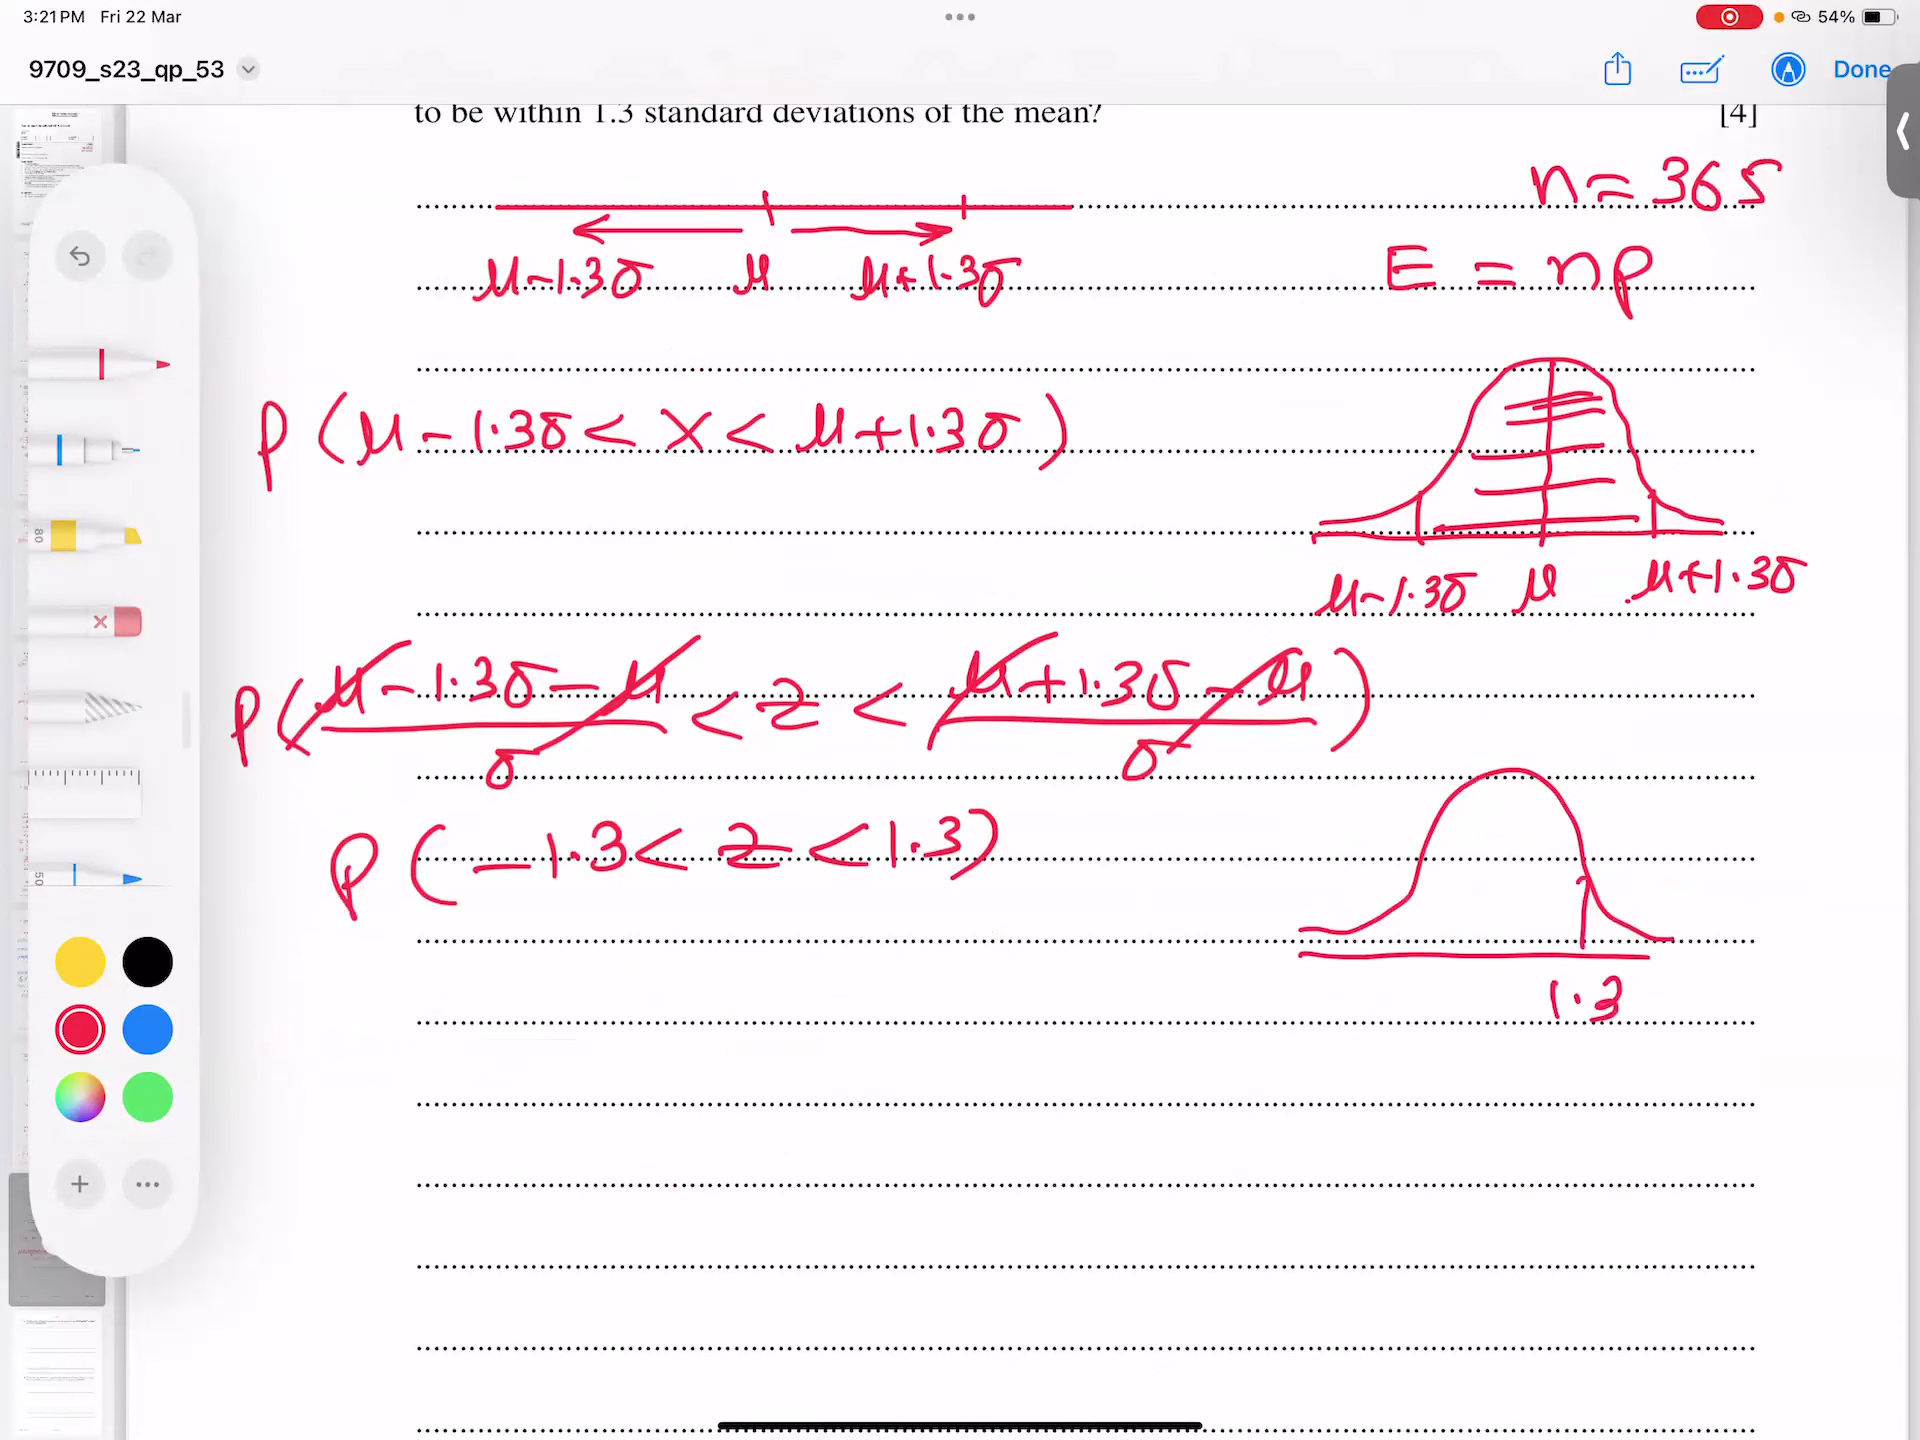 3:21 PM Fri 22 Mar
54%
9709_s23_qp_53
Done
to be within 1.3 standard deviations of the mean? [4]
n = 365
μ-1.3σ μ μ+1.3σ
E = np
P(μ-1.3σ < X < μ+1.3σ)
μ-1.3σ μ μ+1.3σ
P(μ-1.3σ-μ/σ < z < μ+1.3σ-μ/σ)
P(-1.3 < z < 1.3)
1.3
80
50